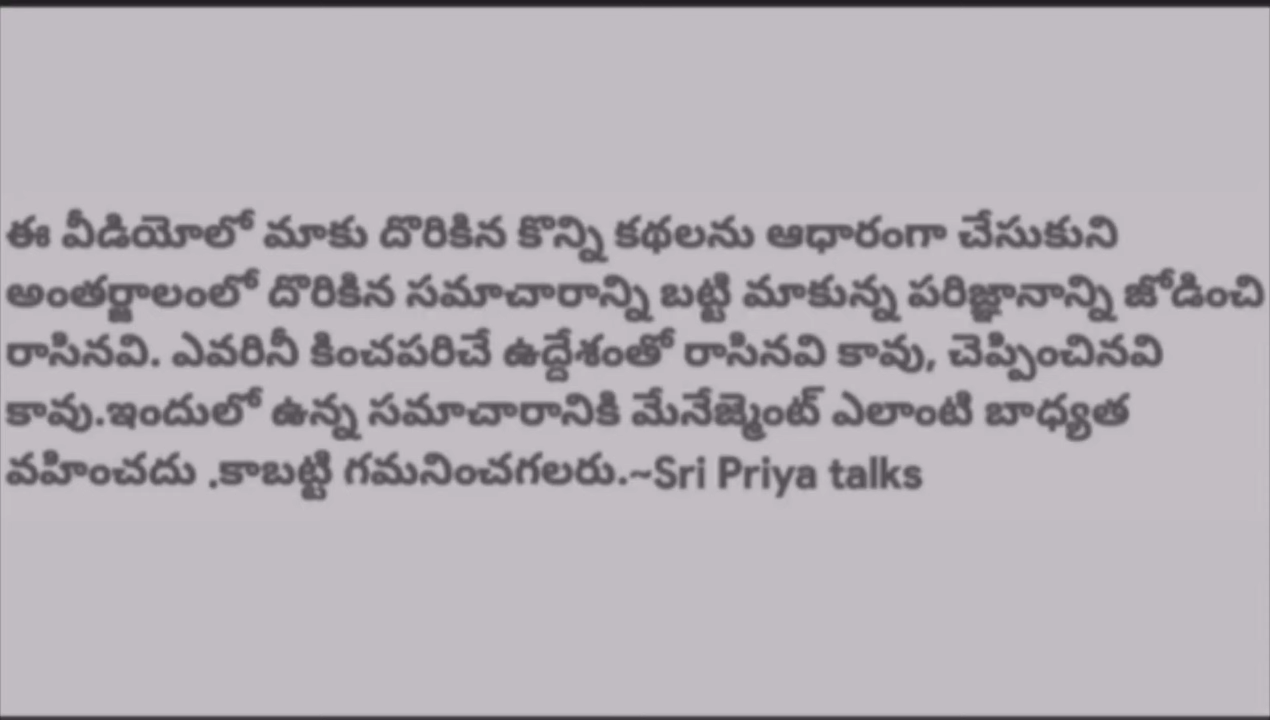 ఈ వీడియోలో మాకు దొరికిన కొన్ని కథలను ఆధారంగా చేసుకుని
అంతర్జాలంలో దొరికిన సమాచారాన్ని బట్టి మాకున్న పరిజ్ఞానాన్ని జోడించి
రాసినవి. ఎవరినీ కించపరిచే ఉద్దేశంతో రాసినవి కావు, చెప్పించినవి
కావు.ఇందులో ఉన్న సమాచారానికి మేనేజ్మెంట్ ఎలాంటి బాధ్యత
వహించదు .కాబట్టి గమనించగలరు.~Sri Priya talks